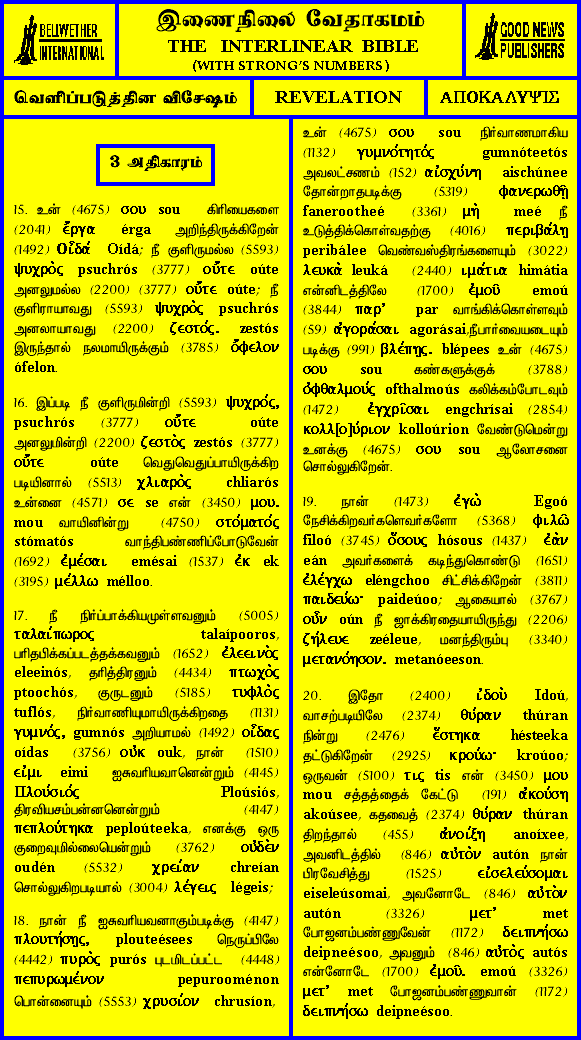 BELLWETHER
INTERNATIONAL
இணைநிலை வேதாகமம்
THE INTERLINEAR BIBLE
(WITH STRONG'S NUMBERS)
GOOD NEWS
PUBLISHERS
வெளிப்படுத்தின விசேஷம்
REVELATION
ΑΠΟΚΑΛΥΨΙΣ
3 அதிகாரம்
15. உன் (4675) σου sou கிரியைகளை
(2041) ἔργα érga அறிந்திருக்கிறேன்
(1492) Οἶδά Oídá; நீ குளிருமல்ல (5593)
ψυχρὸς psuchrós (3777) οὔτε oúte
அனலுமல்ல (2200) (3777) οὔτε oúte; நீ
குளிராயாவது (5593) ψυχρὸς psuchrós
அனலாயாவது (2200) ζεστός. zestós
இருந்தால் நலமாயிருக்கும் (3785) ὄφελον
ófelon.
16. இப்படி நீ குளிருமின்றி (5593) ψυχρός,
psuchrós (3777) οὔτε oúte
அனலுமின்றி (2200) ζεστὸς zestós (3777)
οὔτε oúte வெதுவெதுப்பாயிருக்கிற
படியினால் (5513) χλιαρὸς chliarós
உன்னை (4571) σε se என் (3450) μου.
mou வாயினின்று (4750) στόματός
stómatós வாந்திபண்ணிப்போடுவேன்
(1692) ἐμέσαι emésai (1537) ἐκ ek
(3195) μέλλω mélloo.
17. நீ நிர்ப்பாக்கியமுள்ளவனும் (5005)
ταλαίπωρος talaípooros,
பரிதபிக்கப்படத்தக்கவனும் (1652) ἐλεεινὸς
eleeinós, தரித்திரனும் (4434) πτωχὸς
ptoochós, குருடனும் (5185) τυφλὸς
tuflós, நிர்வாணியுமாயிருக்கிறதை (1131)
γυμνός, gumnós அறியாமல் (1492) οἶδας
oídas (3756) οὐκ ouk, நான் (1510)
εἰμι eimi ஐசுவரியவானென்றும் (4145)
Πλούσιός Ploúsiós,
திரவியசம்பன்னனென்றும் (4147)
πεπλούτηκα peploúteeka, எனக்கு ஒரு
குறைவுமில்லையென்றும் (3762) οὐδὲν
oudén (5532) χρείαν chreían
சொல்லுகிறபடியால் (3004) λέγεις légeis;
18. நான் நீ ஐசுவரியவனாகும்படிக்கு (4147)
πλουτήσῃς, plouteésees நெருப்பிலே
(4442) πυρὸς purós புடமிடப்பட்ட (4448)
πεπυρωμένον pepurooménon
பொன்னையும் (5553) χρυσίον chrusíon,
உன் (4675) σου sou நிர்வாணமாகிய
(1132) γυμνότητός gumnóteetós
அவலட்சணம் (152) αἰσχύνη aischúnee
தோன்றாதபடிக்கு (5319) φανερωθῇ
fanerootheé (3361) μὴ meé நீ
உடுத்திக்கொள்வதற்கு (4016) περιβάλῃ
peribálee வெண்வஸ்திரங்களையும் (3022)
λευκὰ leuká (2440) ιμάτια himátia
என்னிடத்திலே (1700) ἐμοῦ emoú
(3844) παρ' par வாங்கிக்கொள்ளவும்
(59) ἀγοράσαι agorásai,நீபார்வையடையும்
படிக்கு (991) βλέπῃς. blépees உன் (4675)
σου sou கண்களுக்குக் (3788)
ὀφθαλμούς ofthalmoús கலிக்கம்போடவும்
(1472) ἐγχρῖσαι engchrísai (2854)
κολλ[ο]ύριον kolloúrion வேண்டுமென்று
உனக்கு (4675) σου sou ஆலோசனை
சொல்லுகிறேன்.
19. நான் (1473) ἐγὼ Egoó
நேசிக்கிறவர்களெவர்களோ (5368) φιλῶ
filoó (3745) ὅσους hósous (1437) ἐὰν
eán அவர்களைக் கடிந்துகொண்டு (1651)
ἐλέγχω eléngchoo சிட்சிக்கிறேன் (3811)
παιδεύω· paideúoo; ஆகையால் (3767)
οὖν oún நீ ஜாக்கிரதையாயிருந்து (2206)
ζήλευε zeéleue, மனந்திரும்பு (3340)
μετανόησον. metanóeeson.
20. இதோ (2400) ἰδοὺ Idoú,
வாசற்படியிலே (2374) θύραν thúran
நின்று (2476) ἕστηκα hésteeka
தட்டுகிறேன் (2925) κρούω· kroúoo;
ஒருவன் (5100) τις tis என் (3450) μου
mou சத்தத்தைக் கேட்டு (191) ἀκούση
akoúsee, கதவைத் (2374) θύραν thúran
திறந்தால் (455) ἀνοίξη anoíxee,
அவனிடத்தில் (846) αὐτὸν autón நான்
பிரவேசித்து (1525) εἰσελεύσομαι
eiseleúsomai, அவனோடே (846) αὐτὸν
autón (3326) μετ' met
போஜனம்பண்ணுவேன் (1172) δειπνήσω
deipneésoo, அவனும் (846) αὐτὸς autós
என்னோடே (1700) ἐμοῦ. emoú (3326)
μετ' met போஜனம்பண்ணுவான் (1172)
δειπνήσω deipneésoo.